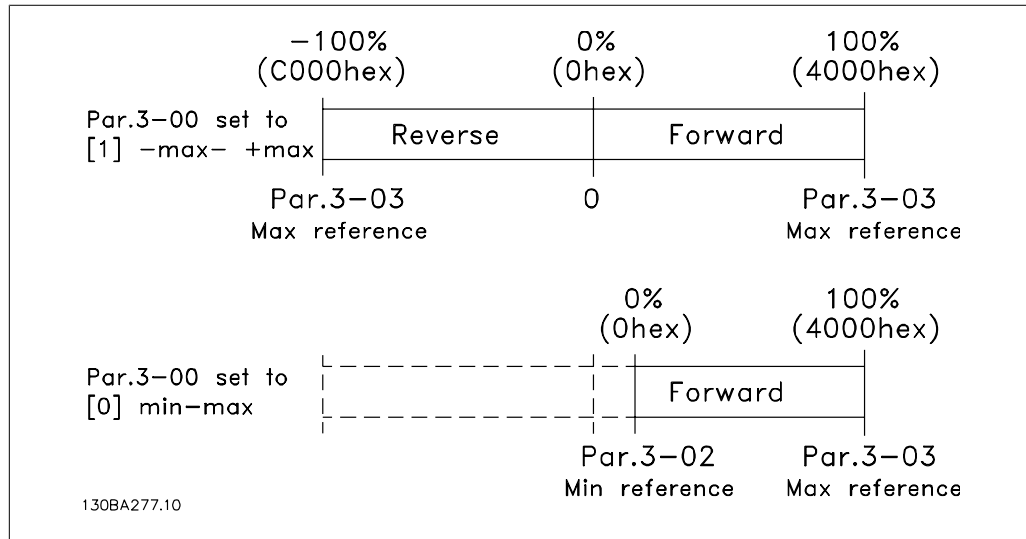 -100% 0% 100%
(C000hex) (0hex) (4000hex)
Par.3-00 set to
[1] -max- +max
Reverse Forward
Par.3-03 0 Par.3-03
Max reference Max reference
0% 100%
(0hex) (4000hex)
Par.3-00 set to
[0] min-max
Forward
Par.3-02 Par.3-03
Min reference Max reference
130BA277.10